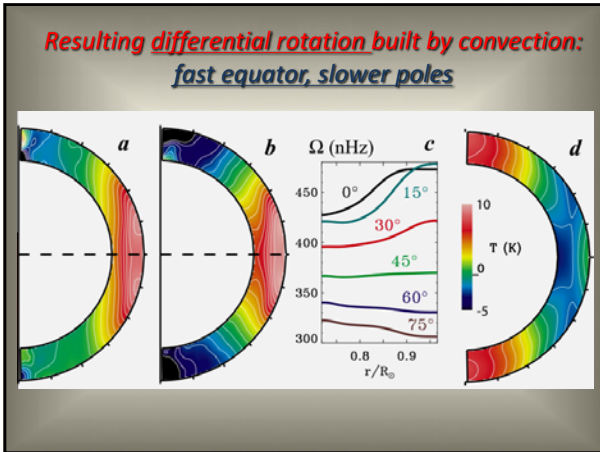 Resulting differential rotation built by convection:
fast equator, slower poles
a
b
Ω (nHz)
c
d
450
400
350
300
0°
15°
30°
45°
60°
75°
0.8
0.9
r/R☉
10
T (K)
0
-5